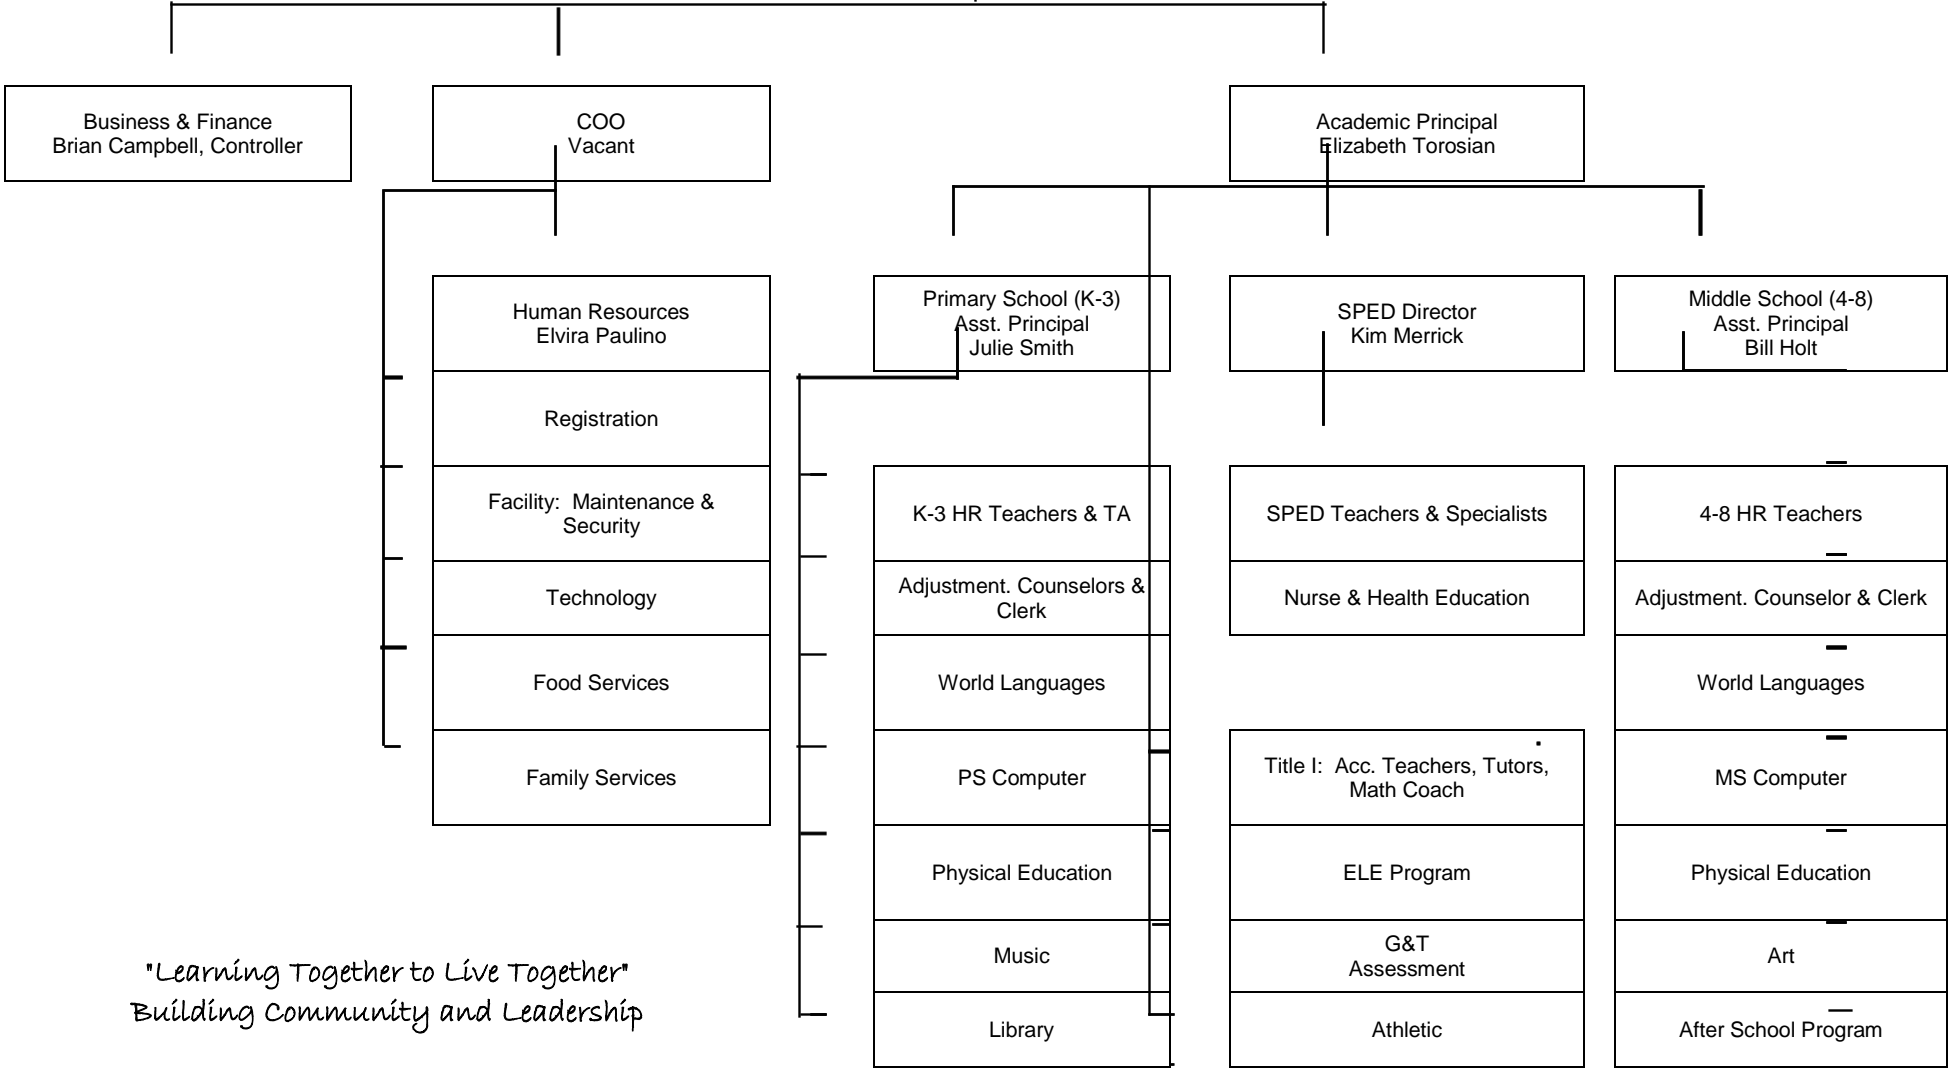 Business & Finance
Brian Campbell, Controller
COO
Vacant
Academic Principal
Elizabeth Torosian
Human Resources
Elvira Paulino
Primary School (K-3)
Asst. Principal
Julie Smith
SPED Director
Kim Merrick
Middle School (4-8)
Asst. Principal
Bill Holt
Registration
Facility:  Maintenance &
Security
K-3 HR Teachers & TA
SPED Teachers & Specialists
4-8 HR Teachers
Technology
Adjustment. Counselors &
Clerk
Nurse & Health Education
Adjustment. Counselor & Clerk
Food Services
World Languages
World Languages
Family Services
PS Computer
Title I:  Acc. Teachers, Tutors,
Math Coach
MS Computer
Physical Education
ELE Program
Physical Education
Music
G&T
Assessment
Art
Library
Athletic
After School Program
"Learning Together to Live Together"
Building Community and Leadership